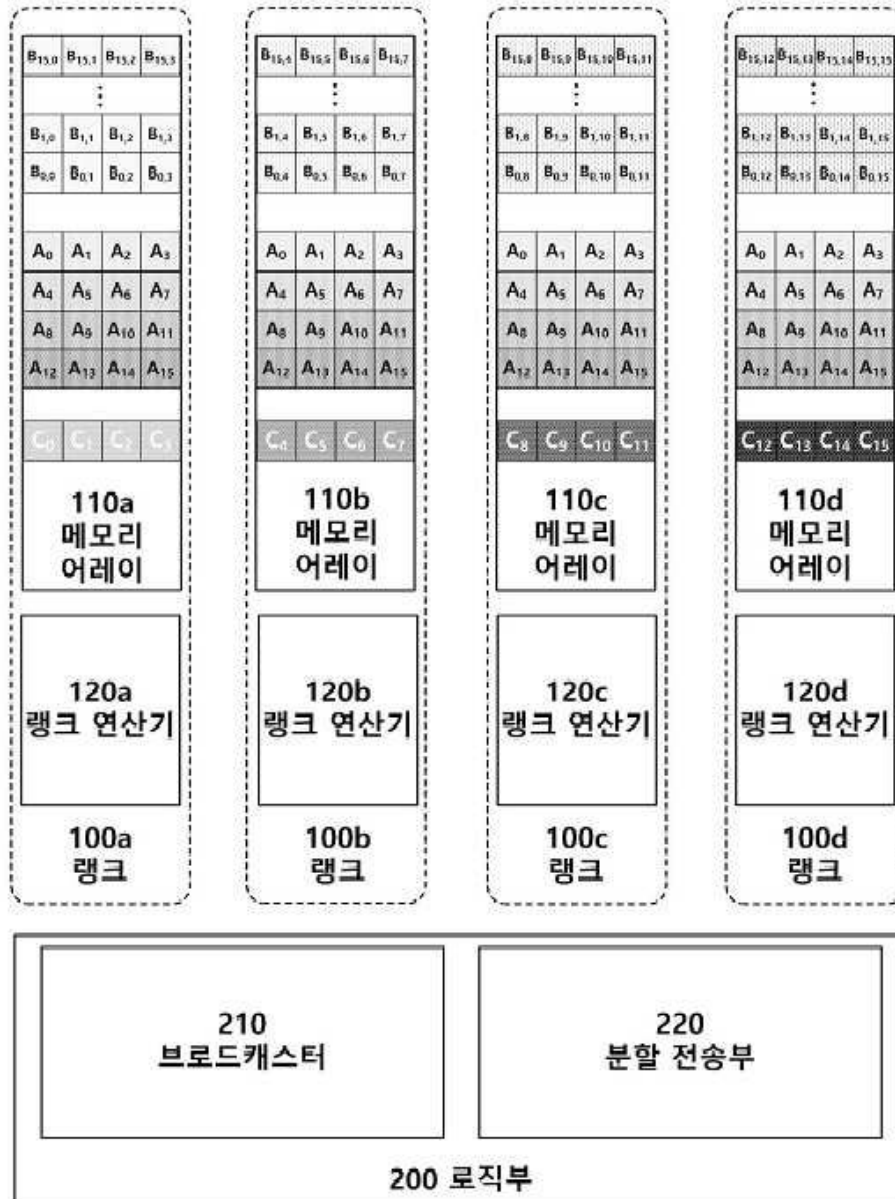 B15,0 B15,1 B15,2 B15,3 B15,4 B15,5 B15,6 B15,7 B15,8 B15,9 B15,10 B15,11 B15,12 B15,13 B15,14 B15,15
B1,0 B1,1 B1,2 B1,3 B1,4 B1,5 B1,6 B1,7 B1,8 B1,9 B1,10 B1,11 B1,12 B1,13 B1,14 B1,15
B0,0 B0,1 B0,2 B0,3 B0,4 B0,5 B0,6 B0,7 B0,8 B0,9 B0,10 B0,11 B0,12 B0,13 B0,14 B0,15
A0 A1 A2 A3 A0 A1 A2 A3 A0 A1 A2 A3 A0 A1 A2 A3
A4 A5 A6 A7 A4 A5 A6 A7 A4 A5 A6 A7 A4 A5 A6 A7
A8 A9 A10 A11 A8 A9 A10 A11 A8 A9 A10 A11 A8 A9 A10 A11
A12 A13 A14 A15 A12 A13 A14 A15 A12 A13 A14 A15 A12 A13 A14 A15
C0 C1 C2 C3 C4 C5 C6 C7 C8 C9 C10 C11 C12 C13 C14 C15
110a 110b 110c 110d
메모리 메모리 메모리 메모리
어레이 어레이 어레이 어레이
120a 120b 120c 120d
랭크 연산기 랭크 연산기 랭크 연산기 랭크 연산기
100a 100b 100c 100d
랭크 랭크 랭크 랭크
210 220
브로드캐스터 분할 전송부
200 로직부